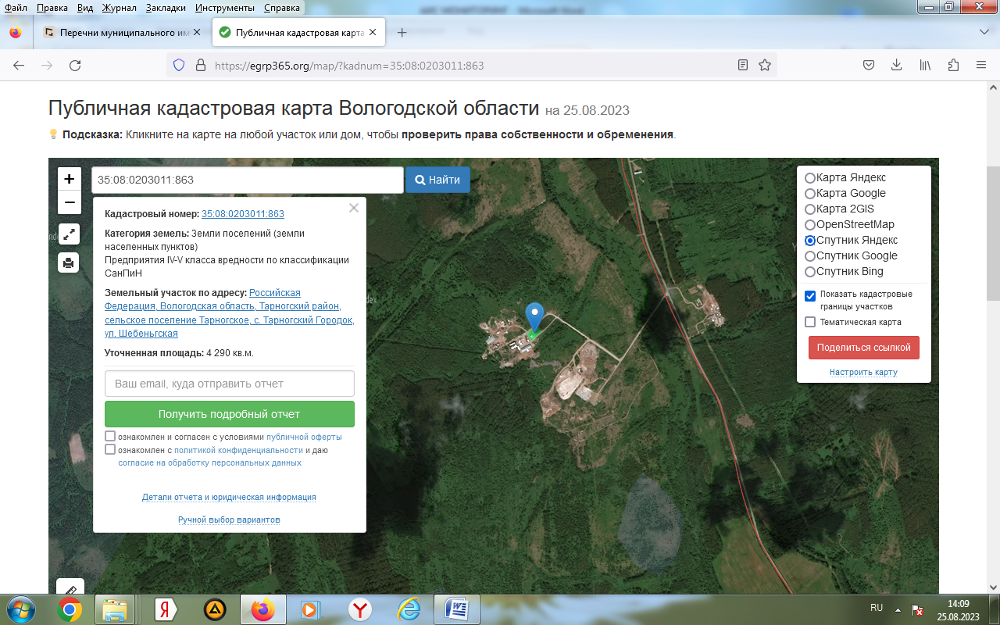 Файл Правка Вид Журнал Закладки Инструменты Справка
Перечни муниципального им
Публичная кадастровая карта
https://egrp365.org/map/?kadnum=35:08:0203011:863
Публичная кадастровая карта Вологодской области на 25.08.2023
Подсказка: Кликните на карте на любой участок или дом, чтобы проверить права собственности и обременения.
+
−
35:08:0203011:863
Найти
Кадастровый номер: 35:08:0203011:863
Категория земель: Земли поселений (земли
населенных пунктов)
Предприятия IV-V класса вредности по классификации
СанПиН
Земельный участок по адресу: Российская
Федерация, Вологодская область, Тарногский район,
сельское поселение Тарногское, с. Тарногский Городок,
ул. Шебеньгская
Уточненная площадь: 4 290 кв.м.
Ваш email, куда отправить отчет
Получить подробный отчет
ознакомлен и согласен с условиями публичной оферты
ознакомлен с политикой конфиденциальности и даю
согласие на обработку персональных данных
Детали отчета и юридическая информация
Ручной выбор вариантов
Карта Яндекс
Карта Google
Карта 2GIS
OpenStreetMap
Спутник Яндекс
Спутник Google
Спутник Bing
Показать кадастровые
границы участков
Тематическая карта
Поделиться ссылкой
Настроить карту
RU
14:09
25.08.2023